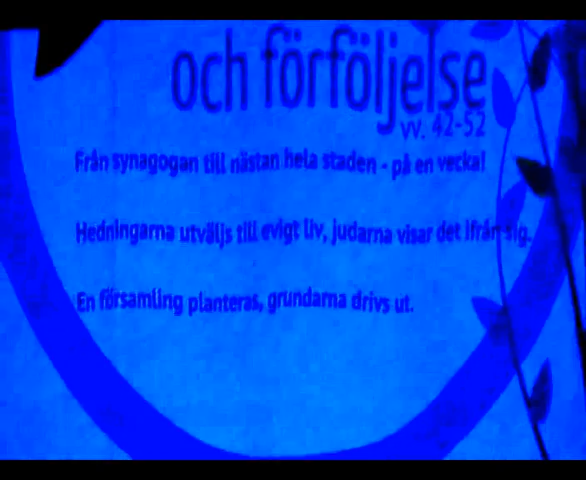 och förföljelse
vv. 42-52
Från synagogan till nästan hela staden - på en vecka!
Hedningarna utväljs till evigt liv, judarna visar det ifrån sig.
En församling planteras, grundarna drivs ut.